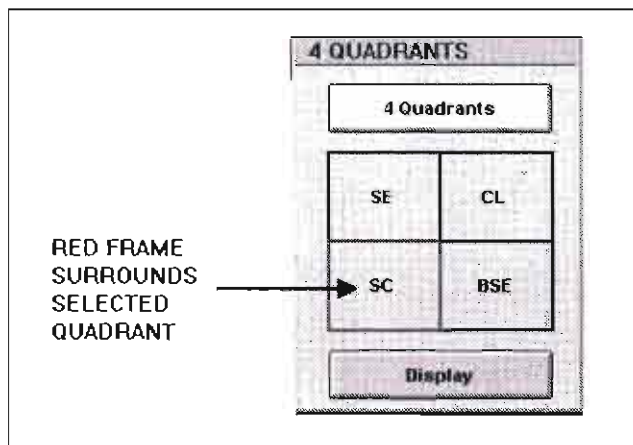 4 QUADRANTS
4 Quadrants
SE CL
RED FRAME
SURROUNDS
SELECTED
QUADRANT
SC BSE
Display